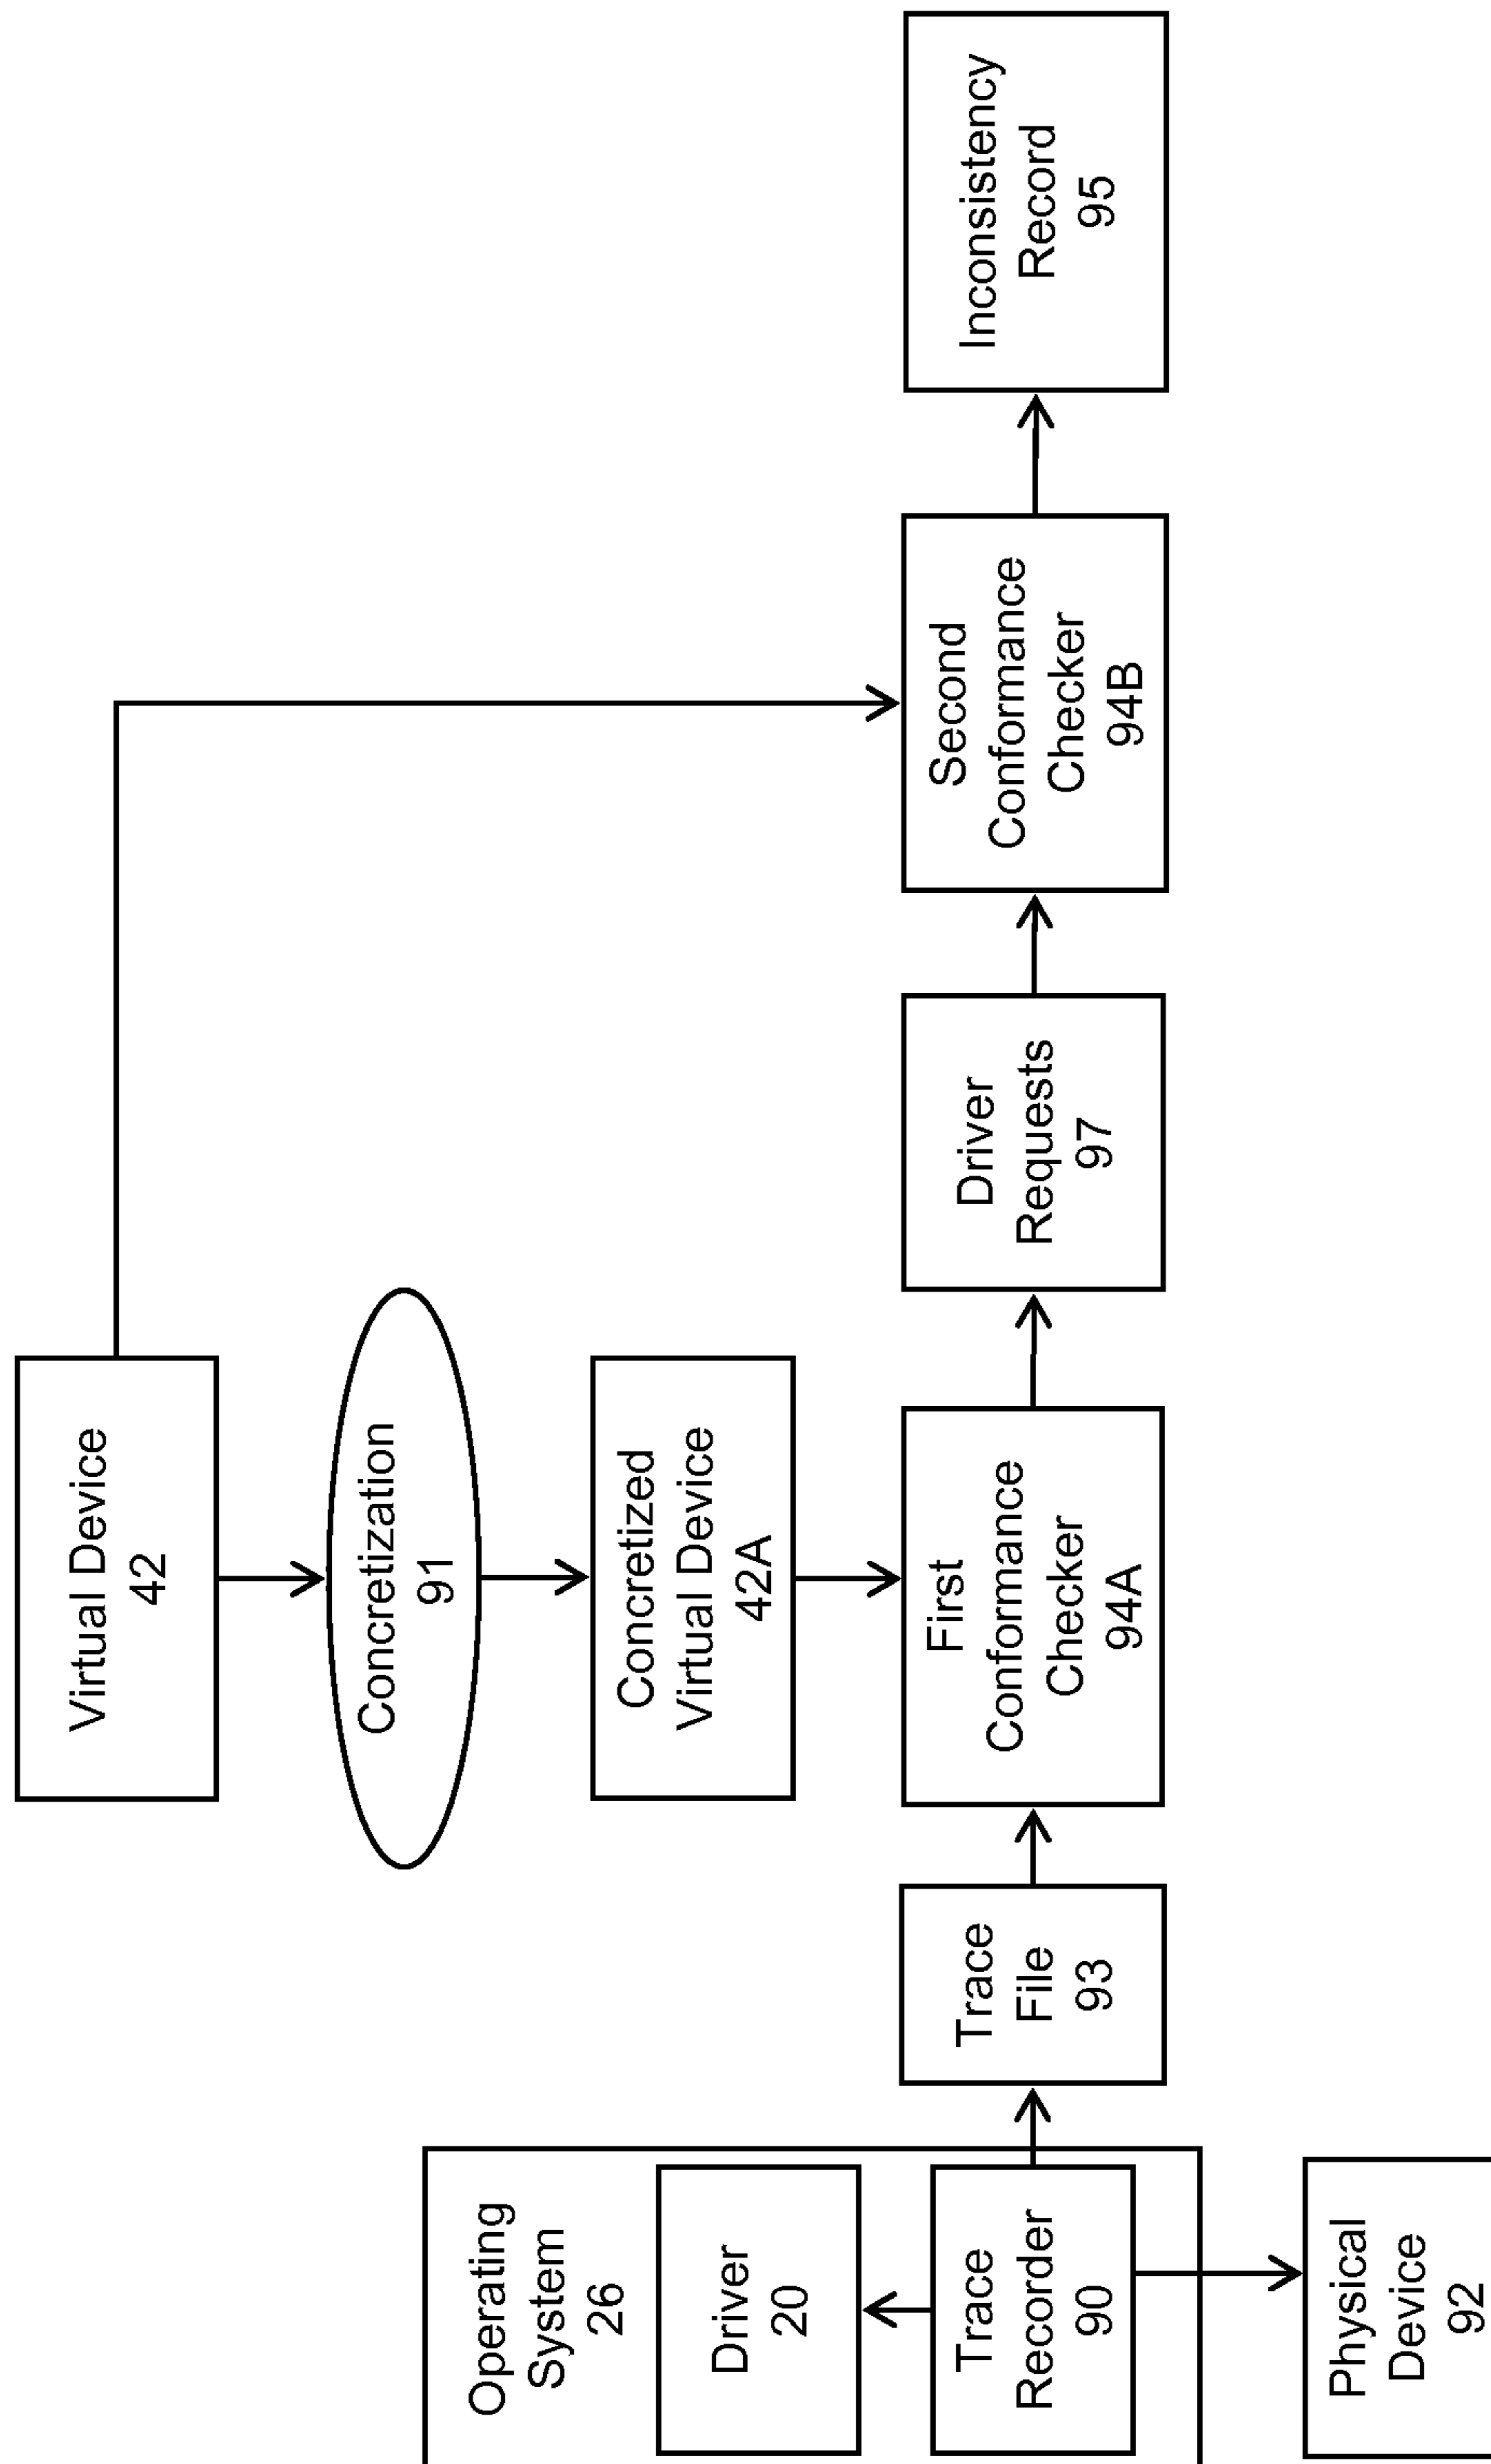 Virtual Device
42
Concretization
91
Concretized
Virtual Device
42A
Operating
System
26
Driver
20
Trace
Recorder
90
Physical
Device
92
Trace
File
93
First
Conformance
Checker
94A
Driver
Requests
97
Second
Conformance
Checker
94B
Inconsistency
Record
95